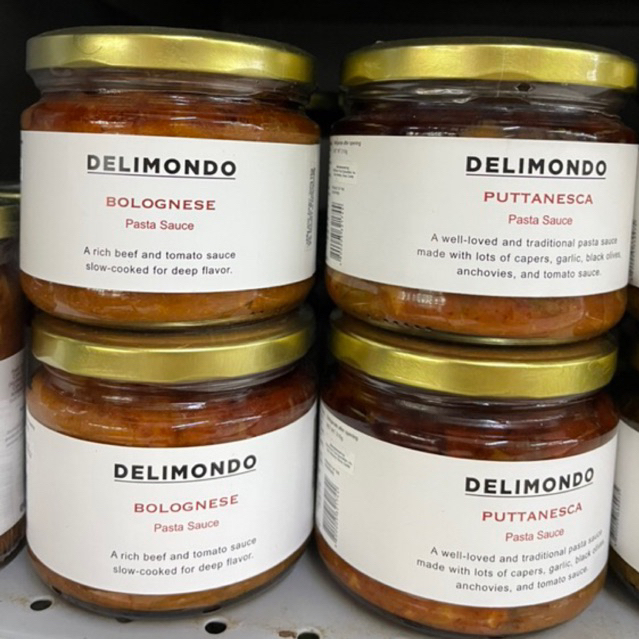 DELIMONDO
BOLOGNESE
Pasta Sauce
A rich beef and tomato sauce
slow-cooked for deep flavor.
DELIMONDO
PUTTANESCA
Pasta Sauce
A well-loved and traditional pasta sauce
made with lots of capers, garlic, black olives,
anchovies, and tomato sauce.
DELIMONDO
BOLOGNESE
Pasta Sauce
A rich beef and tomato sauce
slow-cooked for deep flavor.
DELIMONDO
PUTTANESCA
Pasta Sauce
A well-loved and traditional pasta sauce
made with lots of capers, garlic, black olives,
anchovies, and tomato sauce.